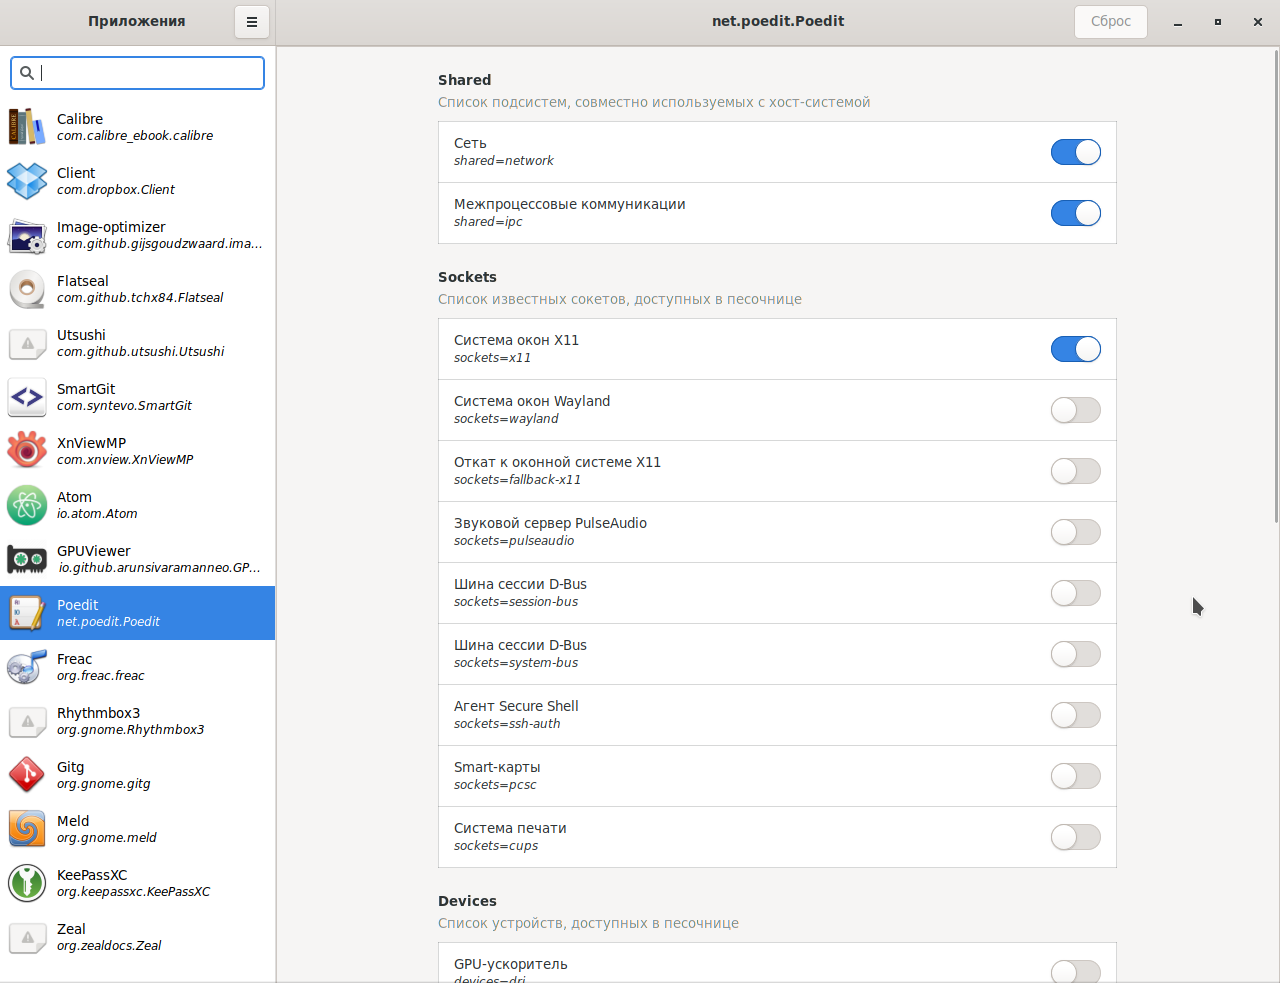 Приложения
net.poedit.Poedit
Сброс
Calibre
com.calibre_ebook.calibre
Client
com.dropbox.Client
Image-optimizer
com.github.gijsgoudzwaard.ima...
Flatseal
com.github.tchx84.Flatseal
Utsushi
com.github.utsushi.Utsushi
SmartGit
com.syntevo.SmartGit
XnViewMP
com.xnview.XnViewMP
Atom
io.atom.Atom
GPUViewer
io.github.arunsivaramanneo.GP...
Poedit
net.poedit.Poedit
Freac
org.freac.freac
Rhythmbox3
org.gnome.Rhythmbox3
Gitg
org.gnome.gitg
Meld
org.gnome.meld
KeePassXC
org.keepassxc.KeePassXC
Zeal
org.zealdocs.Zeal
Shared
Список подсистем, совместно используемых с хост-системой
Сеть
shared=network
Межпроцессовые коммуникации
shared=ipc
Sockets
Список известных сокетов, доступных в песочнице
Система окон X11
sockets=x11
Система окон Wayland
sockets=wayland
Откат к оконной системе X11
sockets=fallback-x11
Звуковой сервер PulseAudio
sockets=pulseaudio
Шина сессии D-Bus
sockets=session-bus
Шина сессии D-Bus
sockets=system-bus
Агент Secure Shell
sockets=ssh-auth
Smart-карты
sockets=pcsc
Система печати
sockets=cups
Devices
Список устройств, доступных в песочнице
GPU-ускоритель
devices=dri